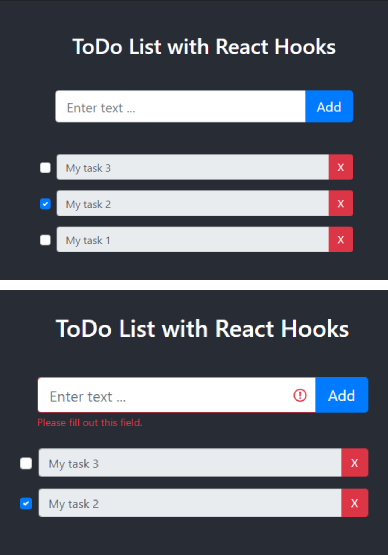 ToDo List with React Hooks
Enter text ...
Add
My task 3
X
My task 2
X
My task 1
X
ToDo List with React Hooks
Enter text ...
Add
Please fill out this field.
My task 3
X
My task 2
X